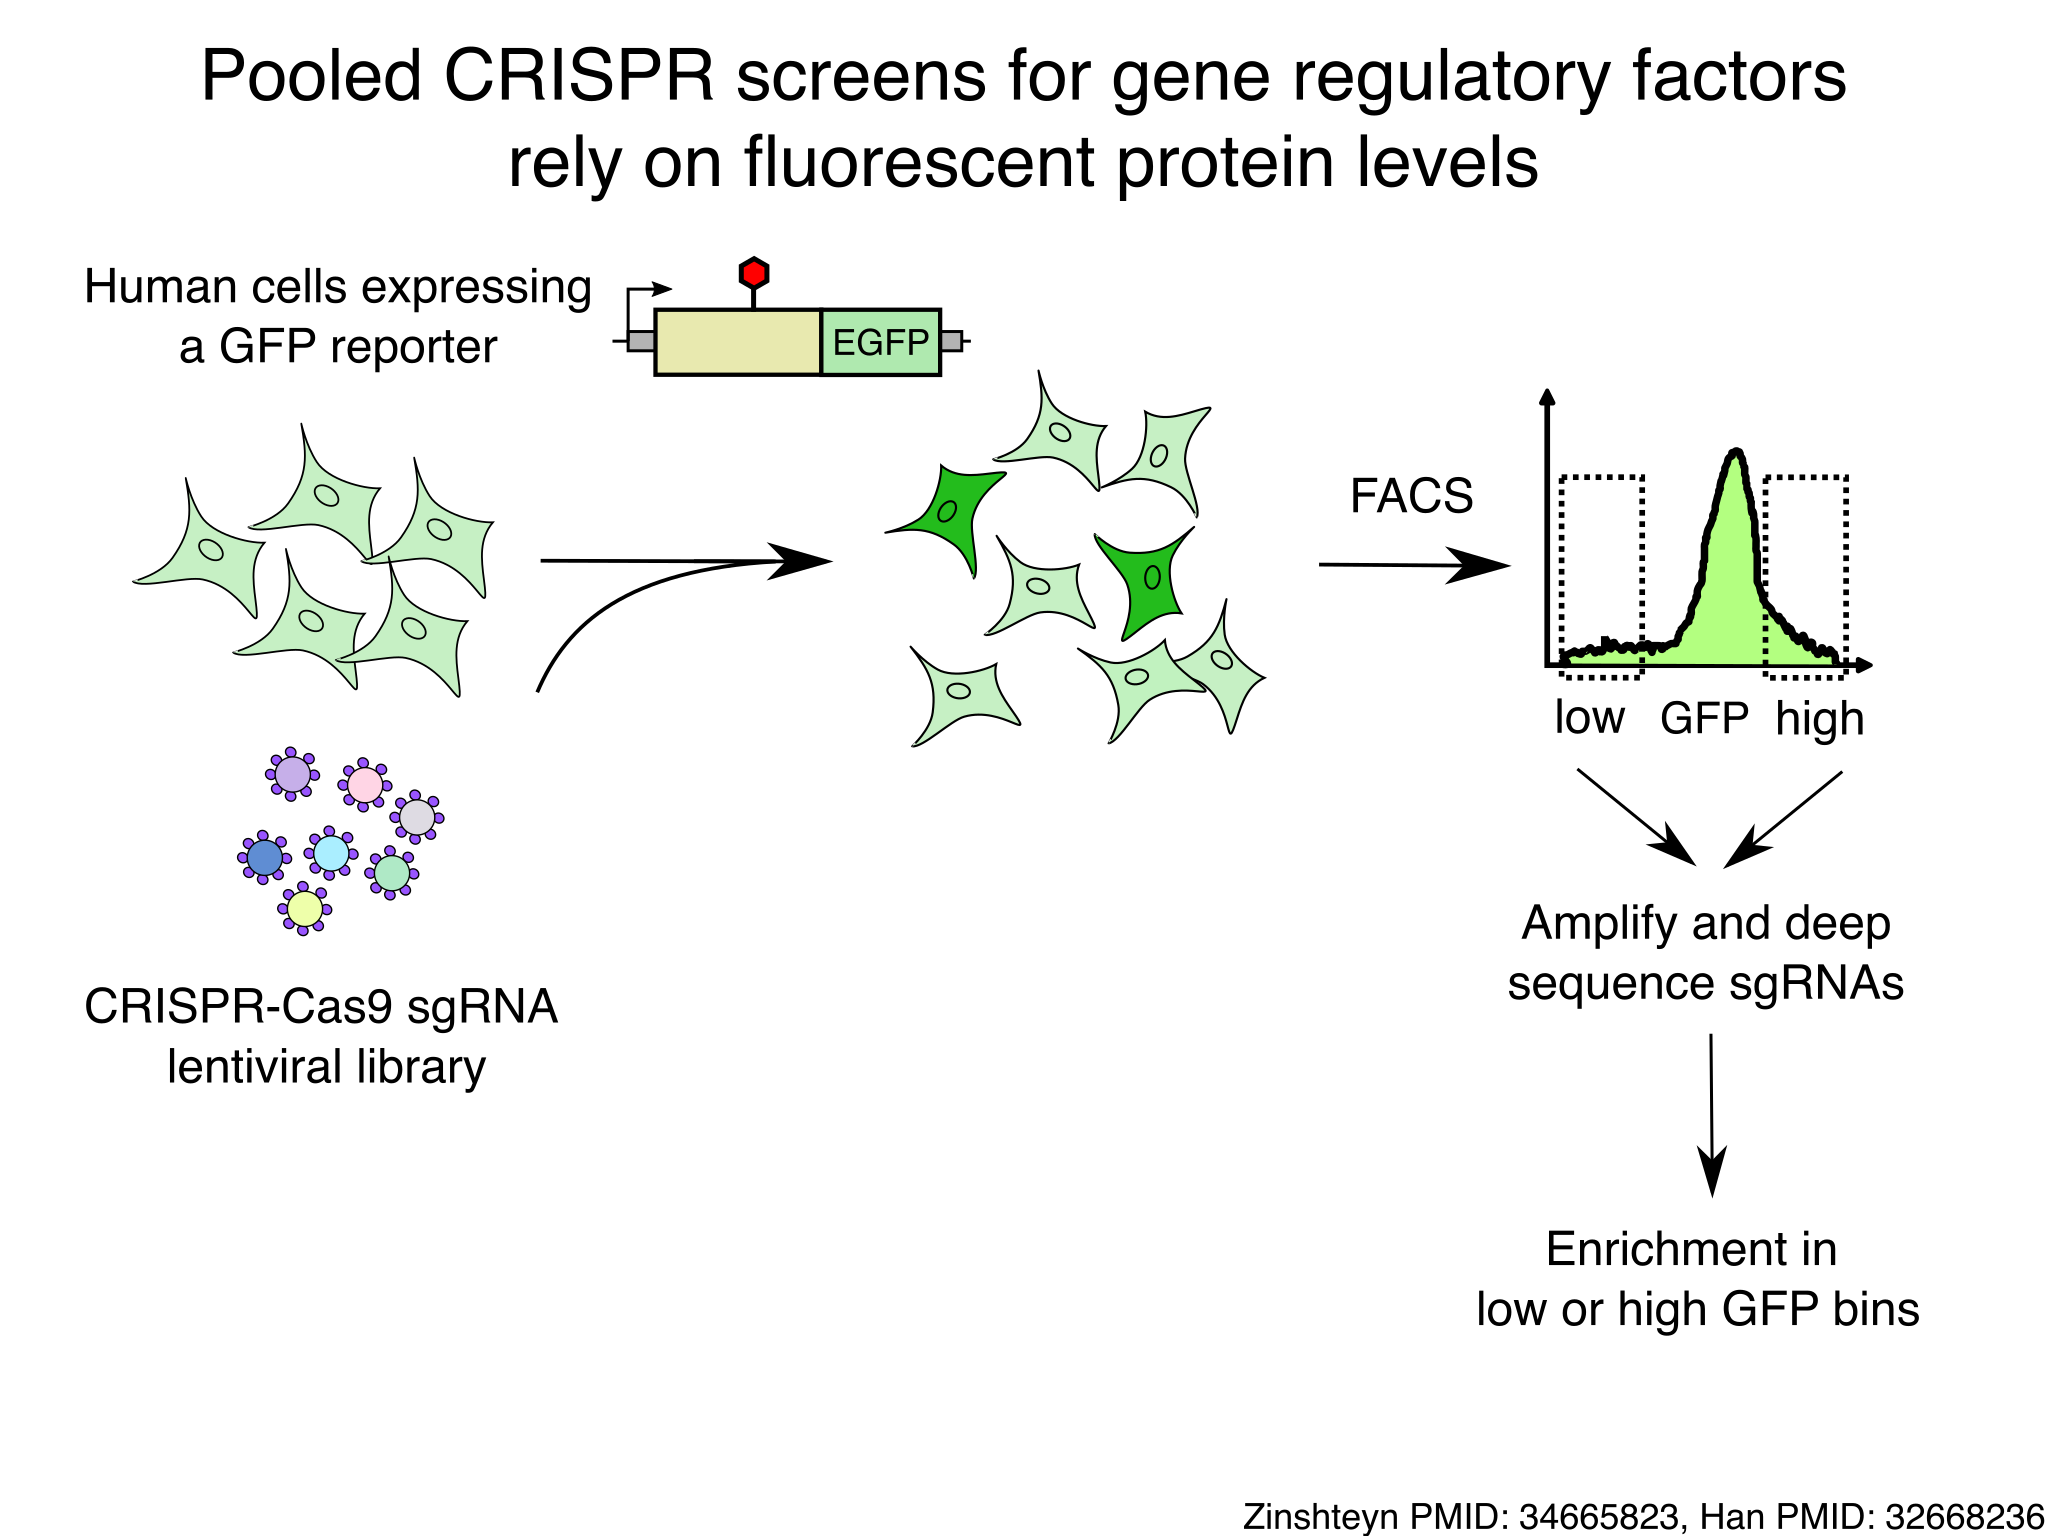 Pooled CRISPR screens for gene regulatory factors
rely on fluorescent protein levels
Human cells expressing
a GFP reporter
EGFP
FACS
low GFP high
CRISPR-Cas9 sgRNA
lentiviral library
Amplify and deep
sequence sgRNAs
Enrichment in
low or high GFP bins
Zinshteyn PMID: 34665823, Han PMID: 32668236